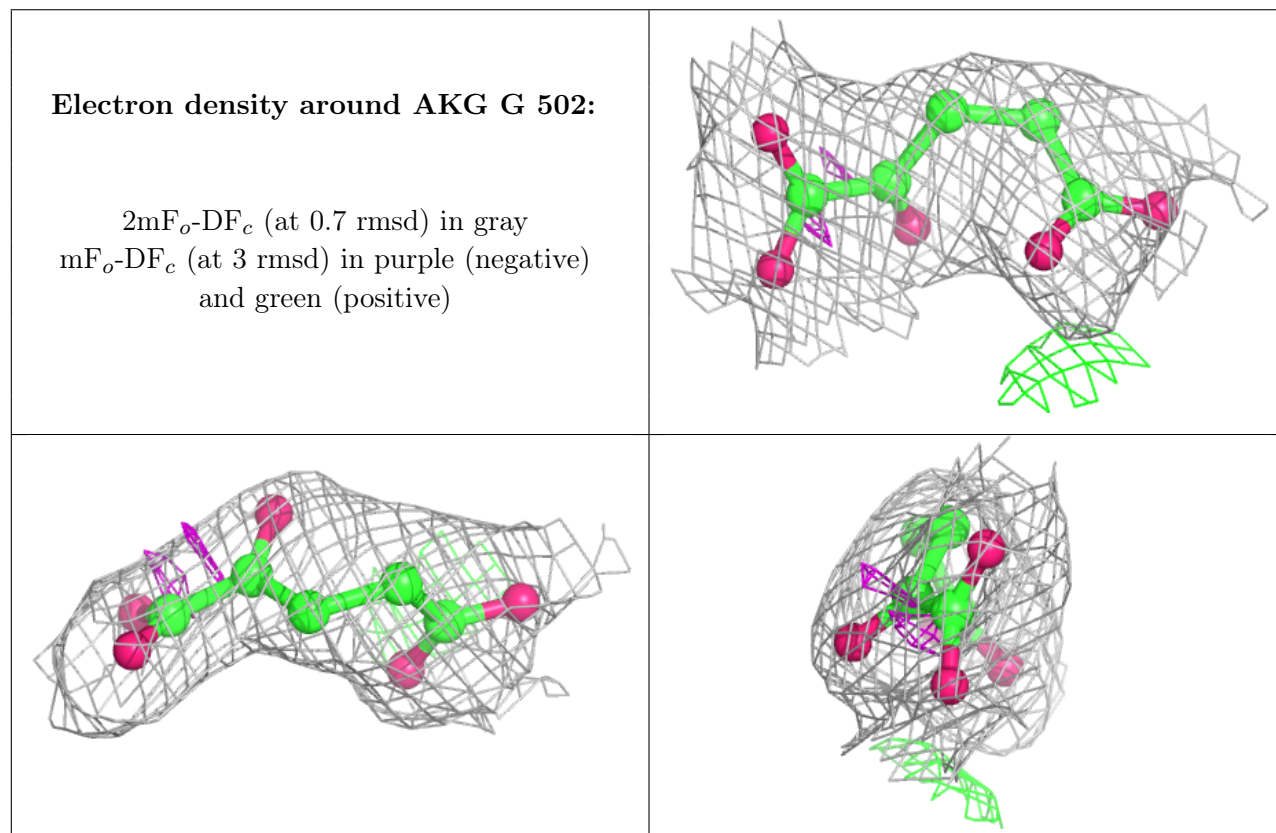 Electron density around AKG G 502:
2mFo-DFc (at 0.7 rmsd) in gray
mFo-DFc (at 3 rmsd) in purple (negative)
and green (positive)